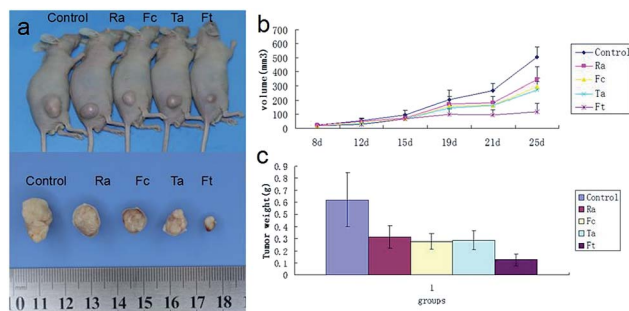 a
Control Ra Fc Ta Ft
Control Ra Fc Ta Ft
10 11 12 13 14 15 16 17 18
b
volume(mm3)
700
600
500
400
300
200
100
0
8d 12d 15d 19d 21d 25d
Control
Ra
Fc
Ta
Ft
c
Tumor weight(g)
0.9
0.8
0.7
0.6
0.5
0.4
0.3
0.2
0.1
0
1
groups
Control
Ra
Fc
Ta
Ft